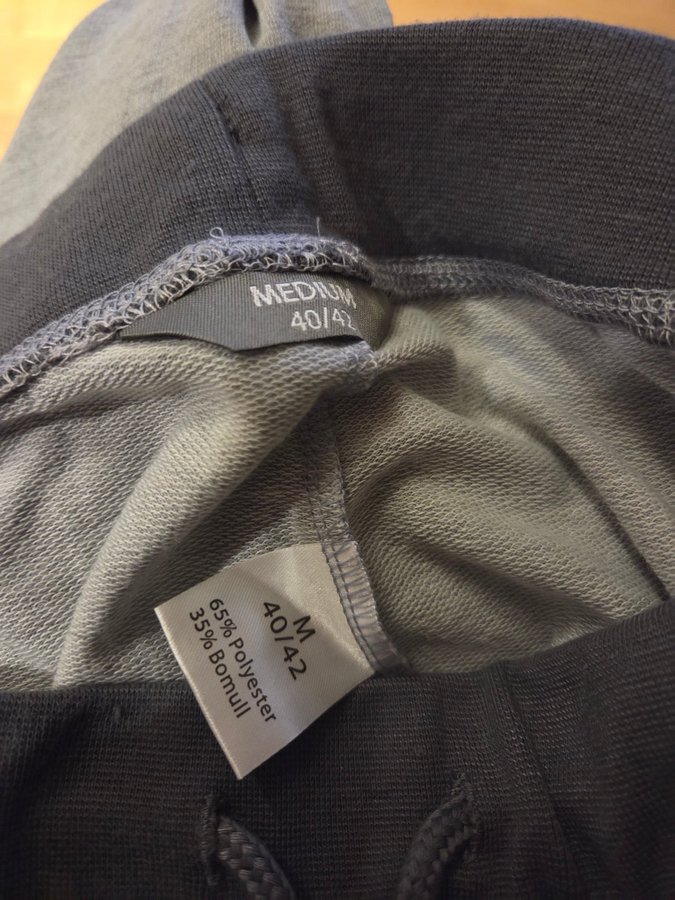 MEDIUM
40/42
M
40/42
65% Polyester
35% Bomull